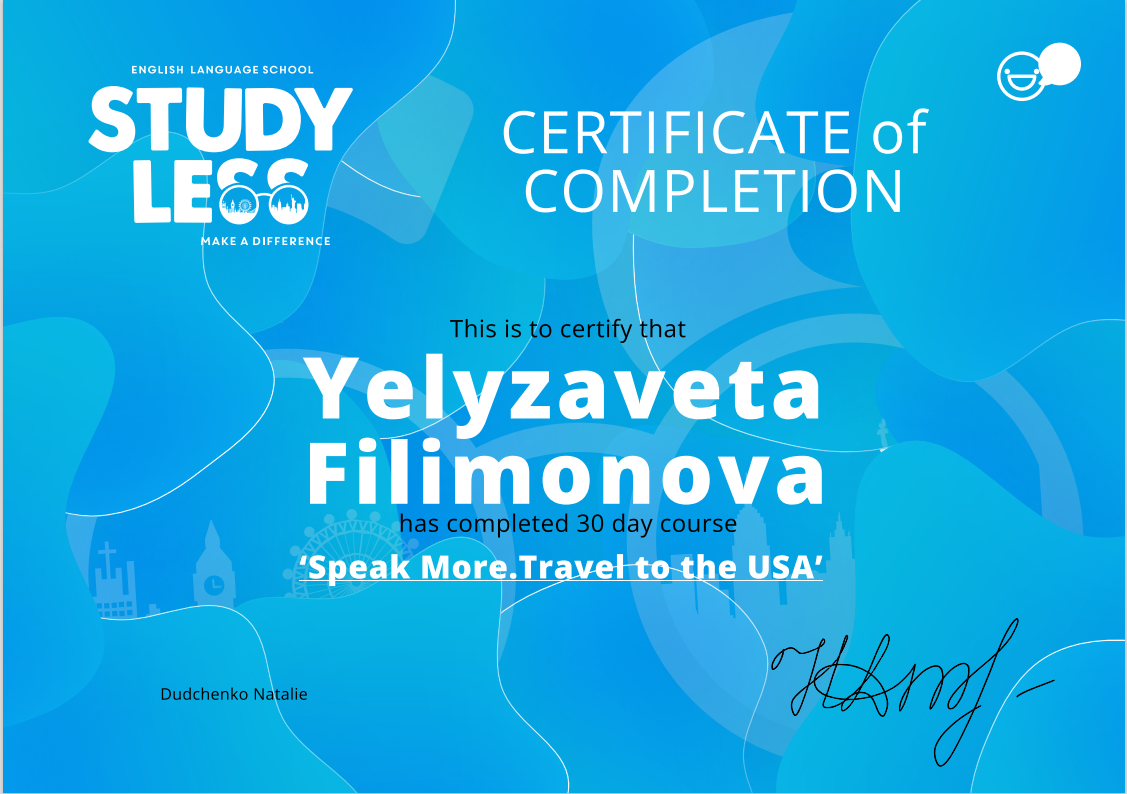 ENGLISH LANGUAGE SCHOOL
STUDY
LESS
MAKE A DIFFERENCE
CERTIFICATE of
COMPLETION
This is to certify that
Yelyzaveta
Filimonova
has completed 30 day course
‘Speak More.Travel to the USA’
Dudchenko Natalie